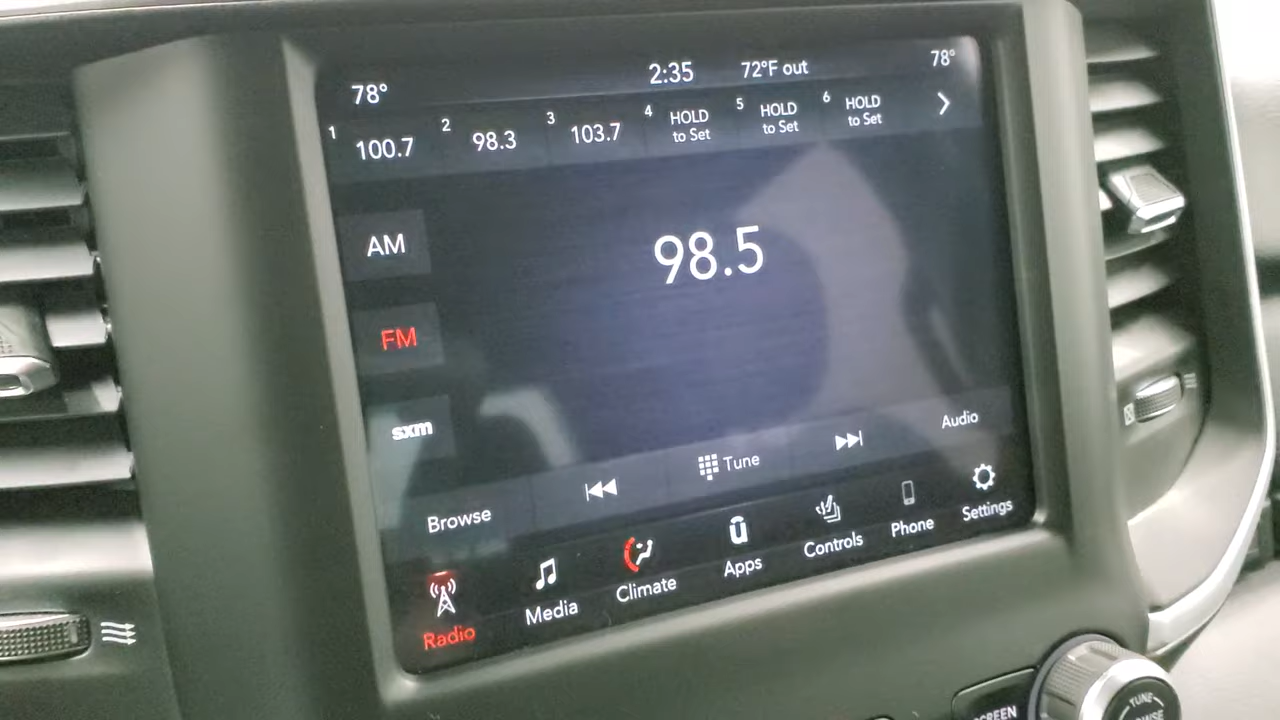 78° 2:35 72°F out 78°
1 100.7 2 98.3 3 103.7 4 HOLD to Set 5 HOLD to Set 6 HOLD to Set
AM
98.5
FM
sxm
Browse Tune Audio
Radio Media Climate Apps Controls Phone Settings
TUNE